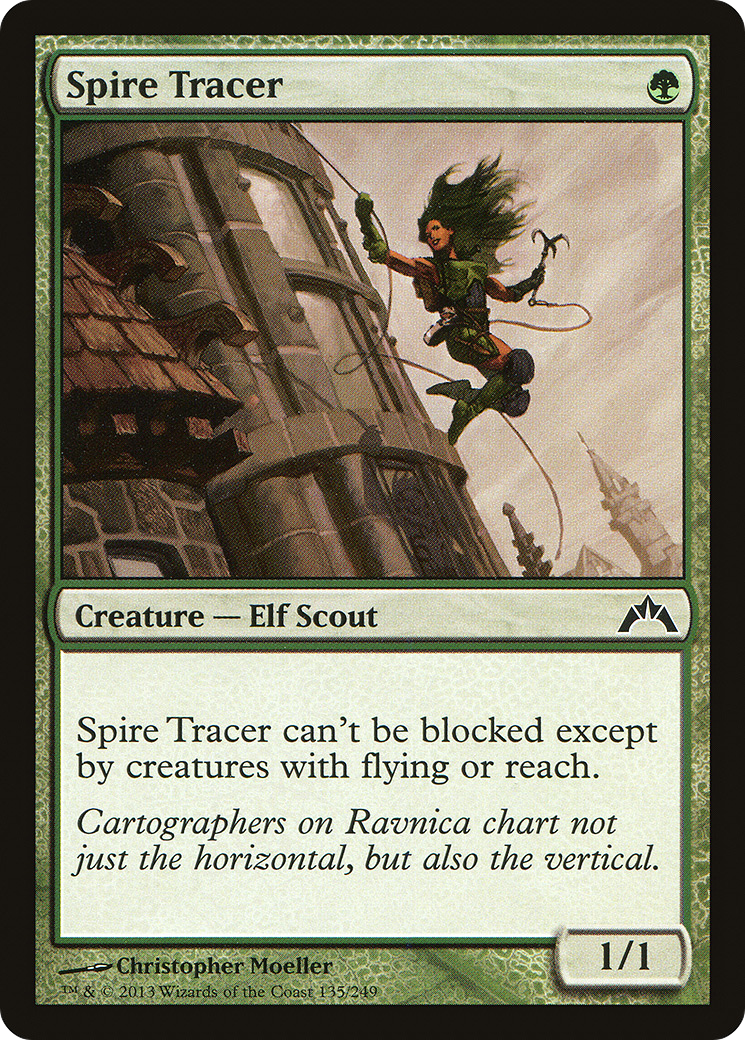 Spire Tracer
Creature — Elf Scout
Spire Tracer can't be blocked except
by creatures with flying or reach.
Cartographers on Ravnica chart not
just the horizontal, but also the vertical.
1/1
Christopher Moeller
™ & © 2013 Wizards of the Coast 135/249